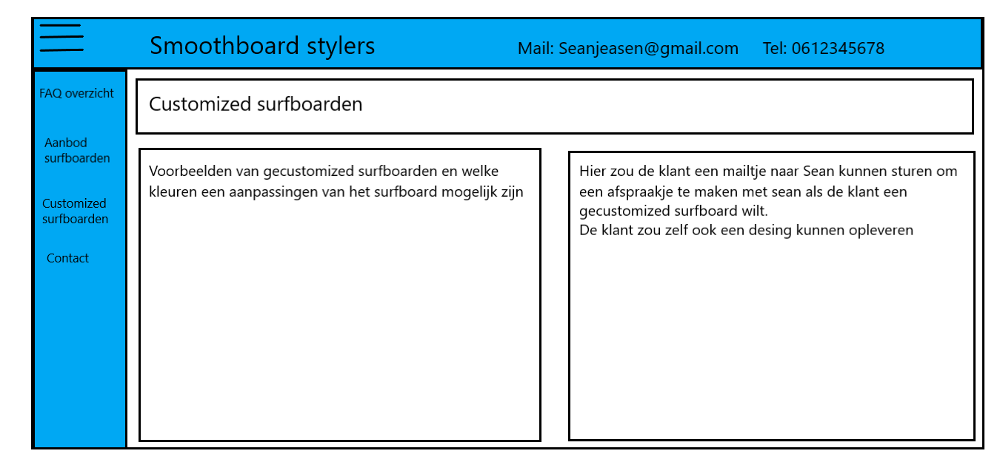 Smoothboard stylers
Mail: Seanjeasen@gmail.com
Tel: 0612345678
FAQ overzicht
Aanbod
surfboarden
Customized
surfboarden
Contact
Customized surfboarden
Voorbeelden van gecustomized surfboarden en welke
kleuren een aanpassingen van het surfboard mogelijk zijn
Hier zou de klant een mailtje naar Sean kunnen sturen om
een afspraakje te maken met sean als de klant een
gecustomized surfboard wilt.
De klant zou zelf ook een desing kunnen opleveren